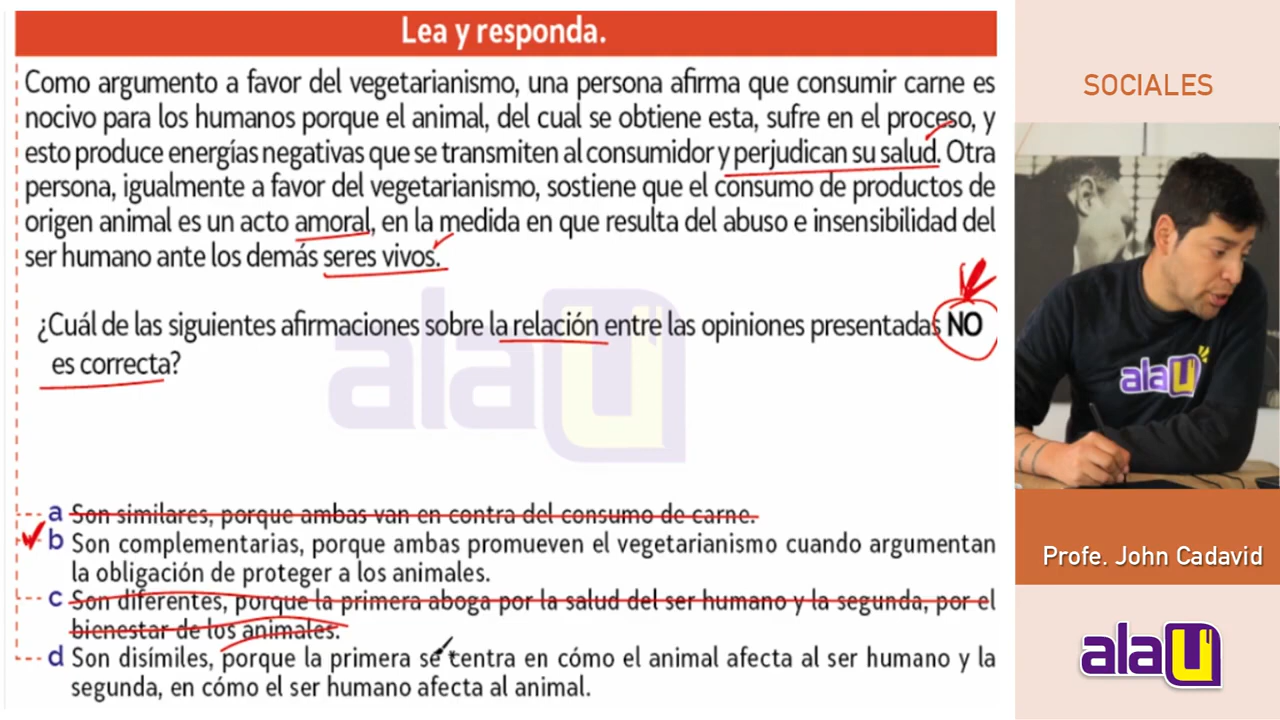 Lea y responda.
Como argumento a favor del vegetarianismo, una persona afirma que consumir carne es
nocivo para los humanos porque el animal, del cual se obtiene esta, sufre en el proceso, y
esto produce energías negativas que se transmiten al consumidor y perjudican su salud. Otra
persona, igualmente a favor del vegetarianismo, sostiene que el consumo de productos de
origen animal es un acto amoral, en la medida en que resulta del abuso e insensibilidad del
ser humano ante los demás seres vivos.
¿Cuál de las siguientes afirmaciones sobre la relación entre las opiniones presentadas NO
es correcta?
alaU
a Son similares, porque ambas van en contra del consumo de carne.
b Son complementarias, porque ambas promueven el vegetarianismo cuando argumentan
la obligación de proteger a los animales.
c Son diferentes, porque la primera aboga por la salud del ser humano y la segunda, por el
bienestar de los animales.
d Son disímiles, porque la primera se centra en cómo el animal afecta al ser humano y la
segunda, en cómo el ser humano afecta al animal.
SOCIALES
alaU
Profe. John Cadavid
alaU